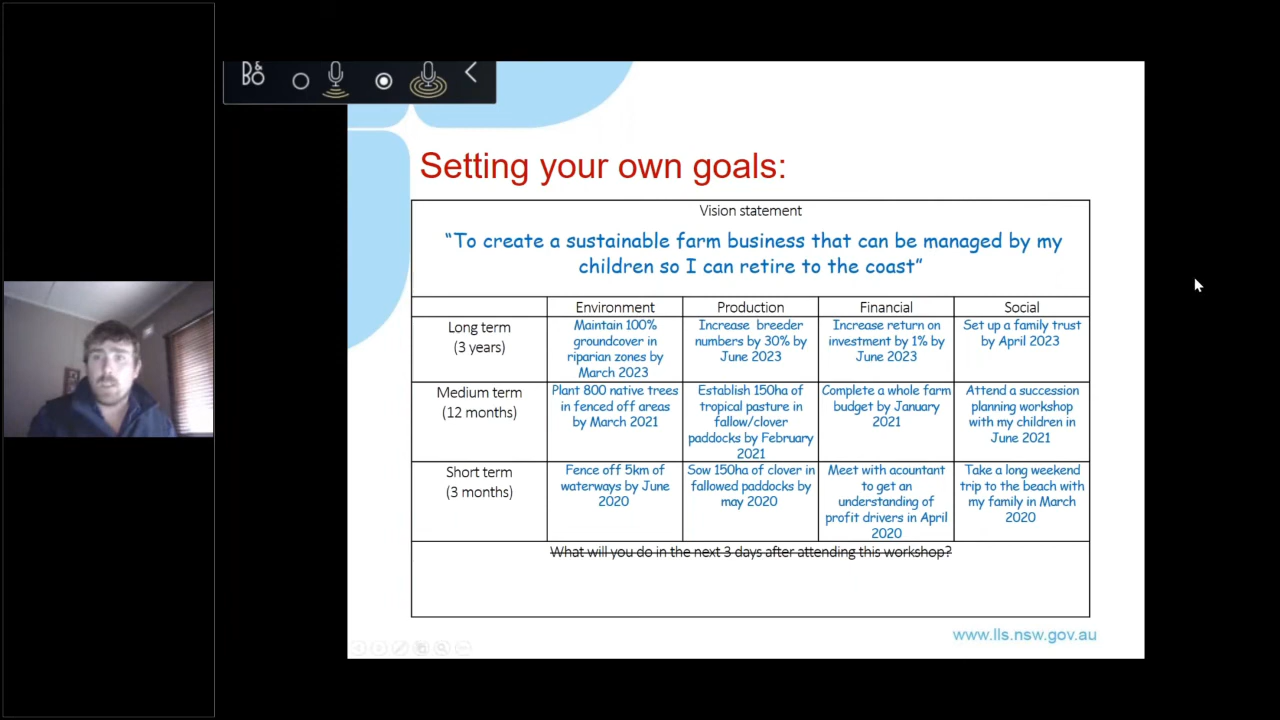 B&O
Setting your own goals:
Vision statement
“To create a sustainable farm business that can be managed by my
children so I can retire to the coast”
Environment Production Financial Social
Long term
(3 years)
Maintain 100%
groundcover in
riparian zones by
March 2023
Increase breeder
numbers by 30% by
June 2023
Increase return on
investment by 1% by
June 2023
Set up a family trust
by April 2023
Medium term
(12 months)
Plant 800 native trees
in fenced off areas
by March 2021
Establish 150ha of
tropical pasture in
fallow/clover
paddocks by February
2021
Complete a whole farm
budget by January
2021
Attend a succession
planning workshop
with my children in
June 2021
Short term
(3 months)
Fence off 5km of
waterways by June
2020
Sow 150ha of clover in
fallowed paddocks by
may 2020
Meet with acountant
to get an
understanding of
profit drivers in April
2020
Take a long weekend
trip to the beach with
my family in March
2020
What will you do in the next 3 days after attending this workshop?
www.lls.nsw.gov.au